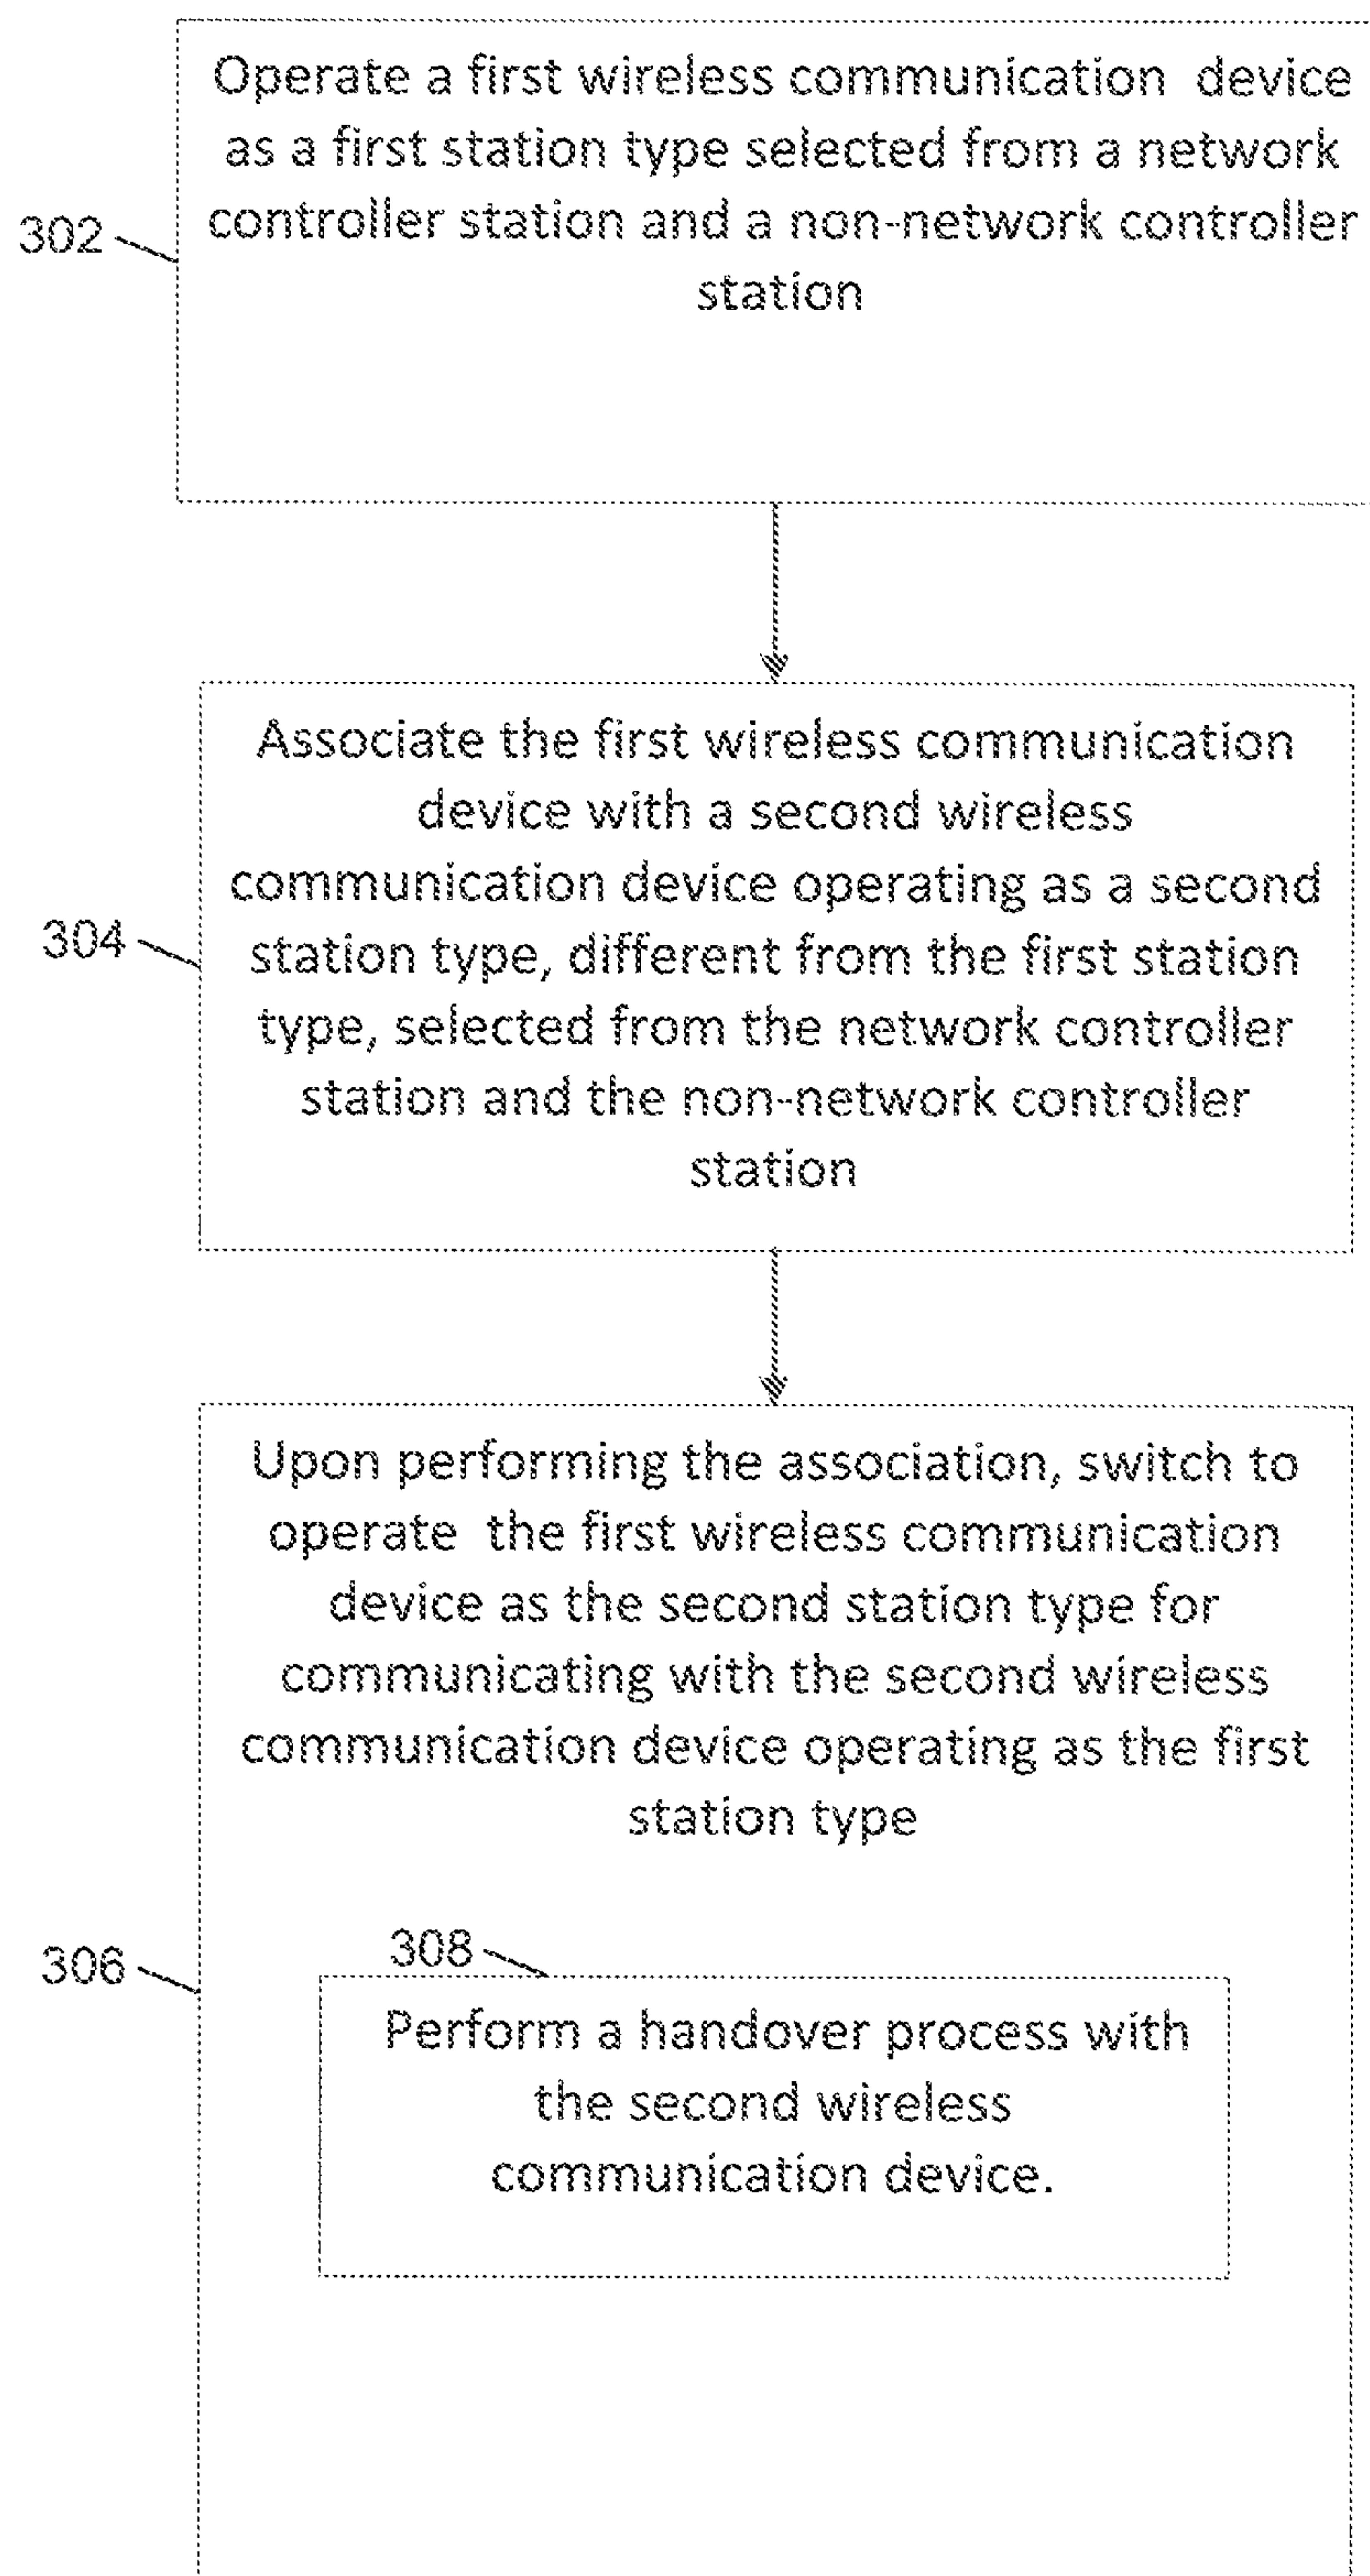 Operate a first wireless communication device
as a first station type selected from a network
302
controller station and a non-network controller
station
Associate the first wireless communication
device with a second wireless
communication device operating as a second
304
station type, different from the first station
type, selected from the network controller
station and the non-network controller
station
Upon performing the association, switch to
operate the first wireless communication
device as the second station type for
communicating with the second wireless
communication device operating as the first
station type
306
308
Perform a handover process with
the second wireless
communication device.